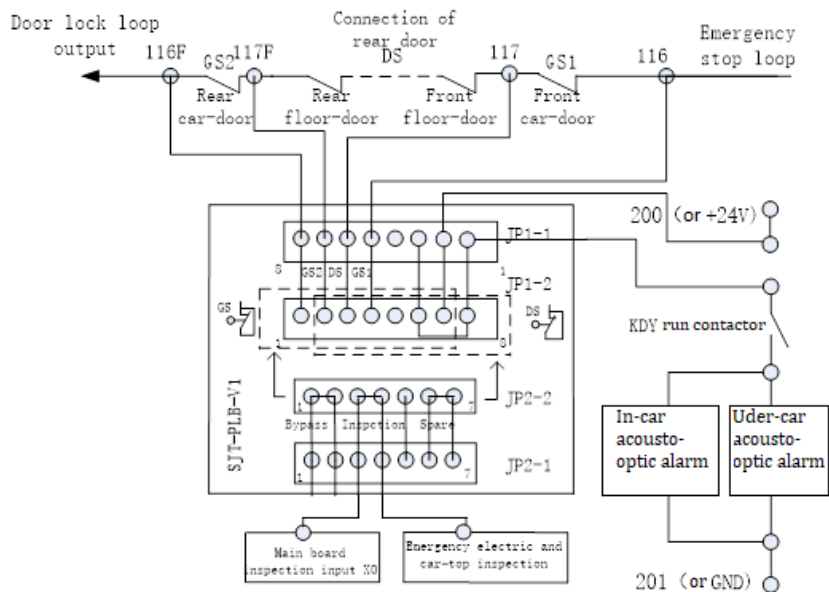 Door lock loop
output
Connection of
rear door
DS
Emergency
stop loop
116F
GS2
117F
117
GS1
116
Rear
car-door
Rear
floor-door
Front
floor-door
Front
car-door
200 (or +24V)
JP1-1
8
GS2
DS
GS1
1
JP1-2
GS
DS
1
8
KDY run contactor
SJT-PLB-V1
1
7
JP2-2
Bypass
Inspction
Spare
In-car
acousto-
optic alarm
Uder-car
acousto-
optic alarm
1
7
JP2-1
Main board
inspection input X0
Emergency electric and
car-top inspection
201 (or GND)